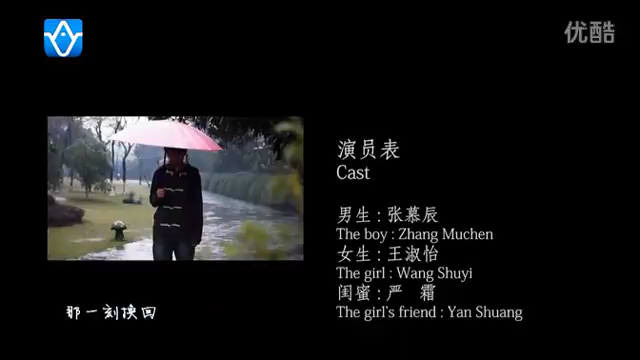 优酷
演员表
Cast
男生 : 张慕辰
The boy : Zhang Muchen
女生 : 王淑怡
The girl : Wang Shuyi
闺蜜 : 严 霜
The girl's friend : Yan Shuang
那一刻换回